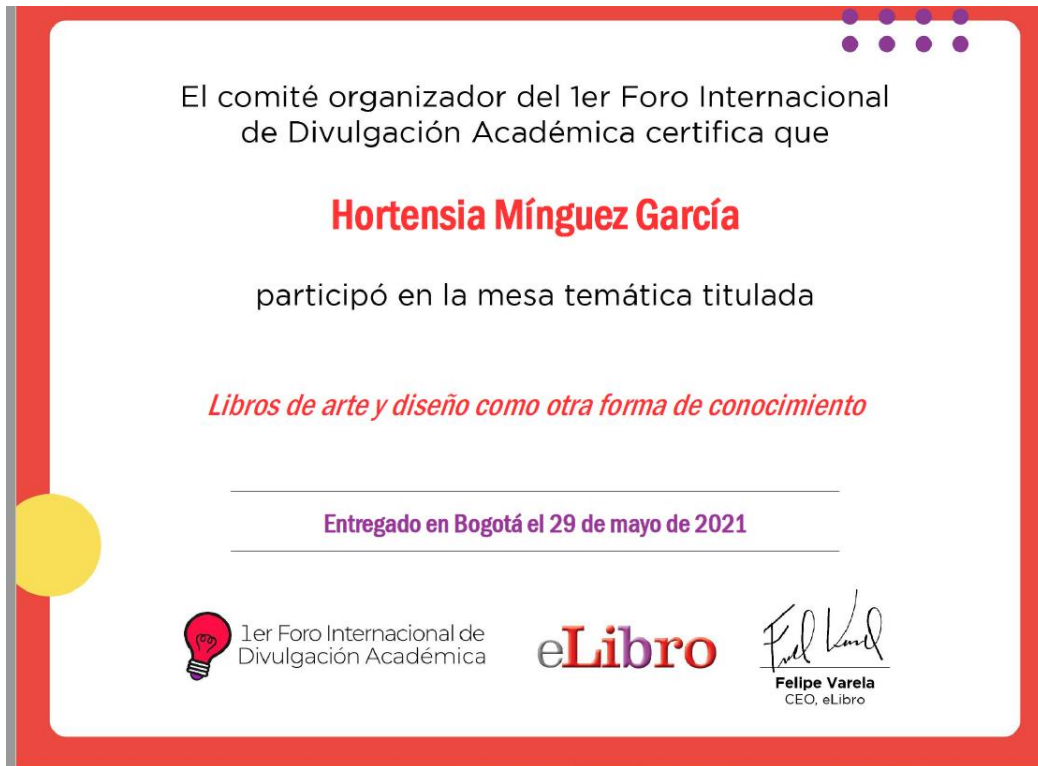 El comité organizador del 1er Foro Internacional
de Divulgación Académica certifica que
Hortensia Mínguez García
participó en la mesa temática titulada
Libros de arte y diseño como otra forma de conocimiento
Entregado en Bogotá el 29 de mayo de 2021
1er Foro Internacional de
Divulgación Académica
eLibro
Felipe Varela
CEO, eLibro